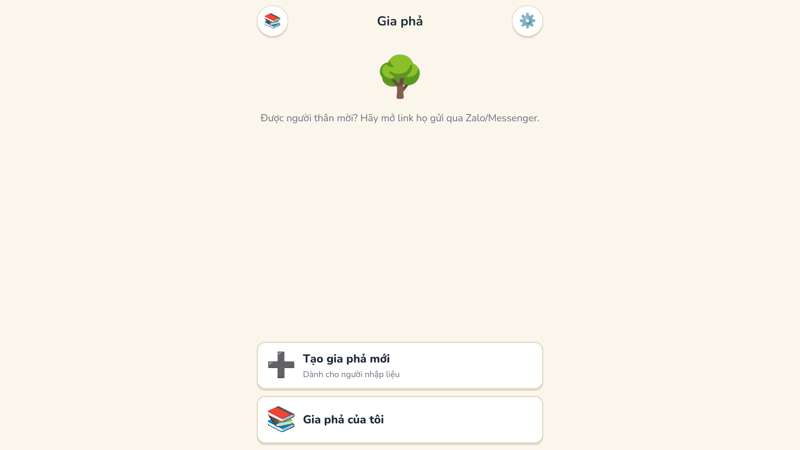 Gia phả
Được người thân mời? Hãy mở link họ gửi qua Zalo/Messenger.
Tạo gia phả mới
Dành cho người nhập liệu
Gia phả của tôi